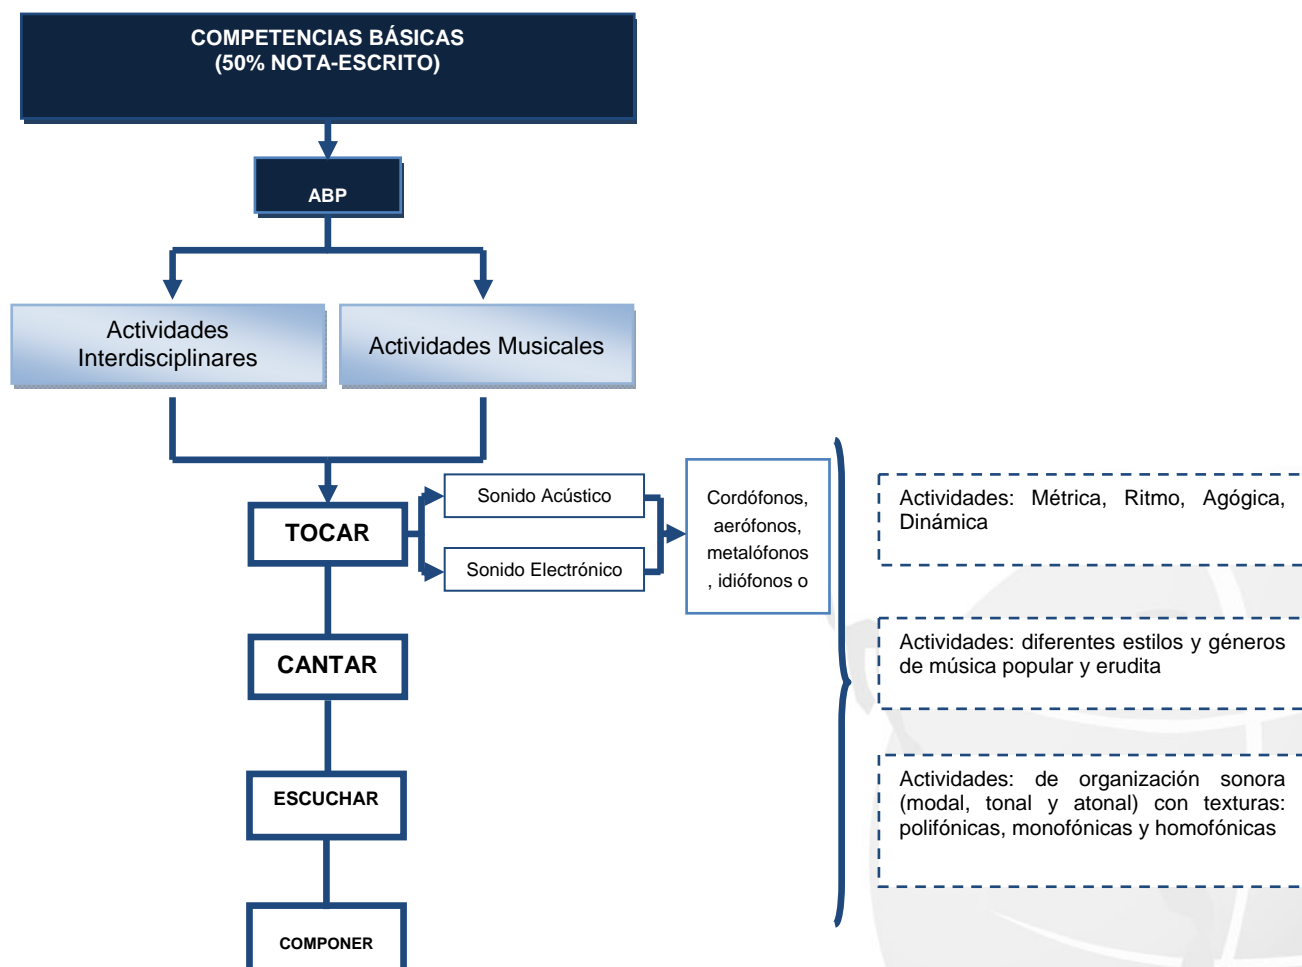 COMPETENCIAS BÁSICAS
(50% NOTA-ESCRITO)
ABP
Actividades
Interdisciplinares
Actividades Musicales
TOCAR
Sonido Acústico
Sonido Electrónico
Cordófonos,
aerófonos,
metalófonos
, idiófonos o
Actividades: Métrica, Ritmo, Agógica,
Dinámica
CANTAR
Actividades: diferentes estilos y géneros
de música popular y erudita
ESCUCHAR
Actividades: de organización sonora
(modal, tonal y atonal) con texturas:
polifónicas, monofónicas y homofónicas
COMPONER